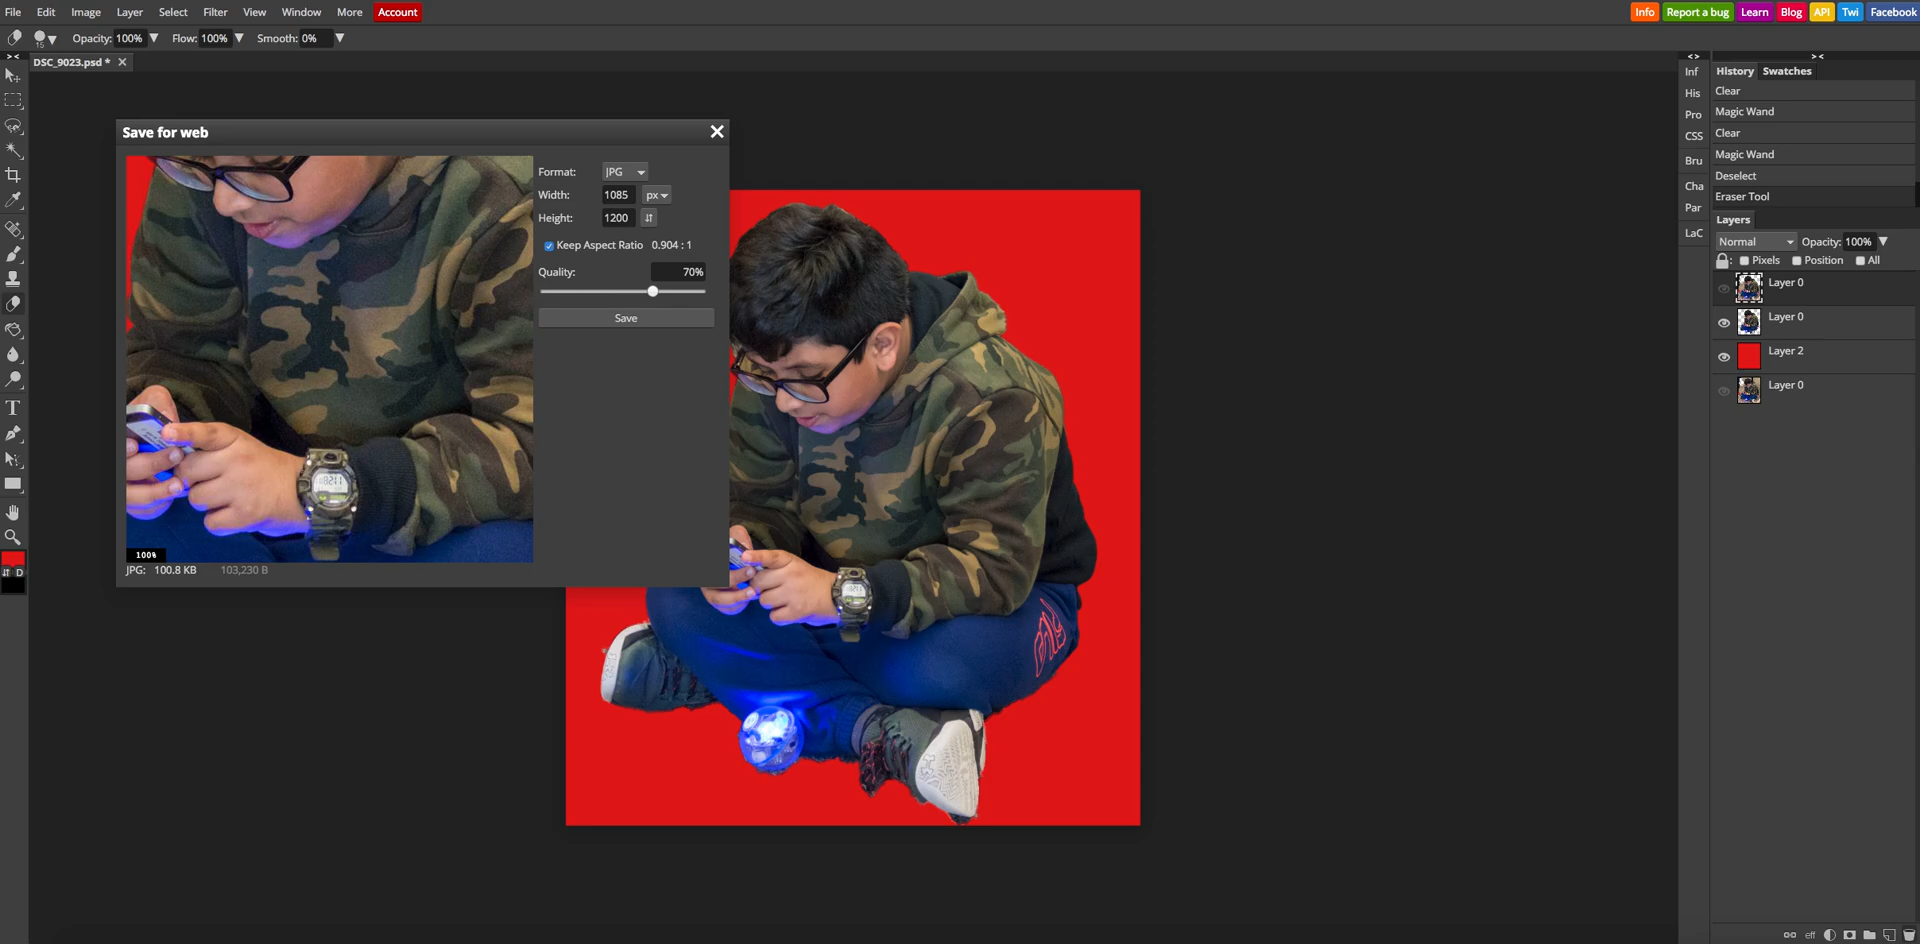 File Edit Image Layer Select Filter View Window More Account
Info Report a bug Learn Blog API Twi Facebook
15 Opacity: 100% Flow: 100% Smooth: 0%
DSC_9023.psd *
Save for web
Format: JPG
Width: 1085 px
Height: 1200
Keep Aspect Ratio 0.904 : 1
Quality: 70%
Save
100%
JPG: 100.8 KB 103,230 B
T
D
Inf
His
Pro
CSS
Bru
Cha
Par
LaC
History Swatches
Clear
Magic Wand
Clear
Magic Wand
Deselect
Eraser Tool
Layers
Normal Opacity: 100%
Pixels Position All
Layer 0
Layer 0
Layer 2
Layer 0
eff